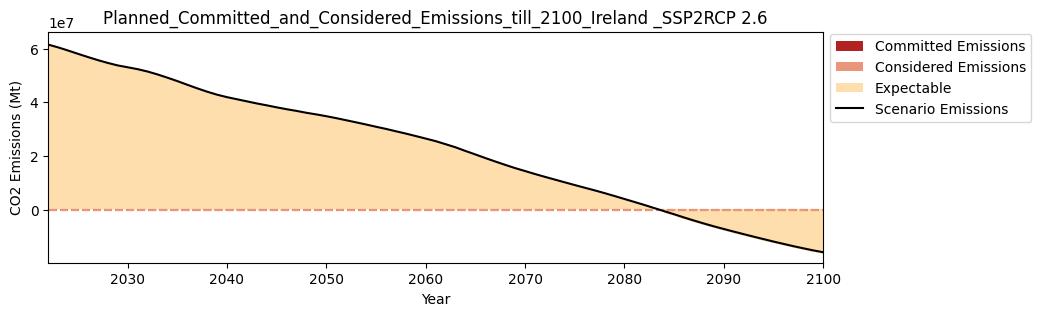 Planned_Committed_and_Considered_Emissions_till_2100_Ireland _SSP2RCP 2.6
1e7
6
4
2
0
CO2 Emissions (Mt)
2030 2040 2050 2060 2070 2080 2090 2100
Year
Committed Emissions
Considered Emissions
Expectable
Scenario Emissions